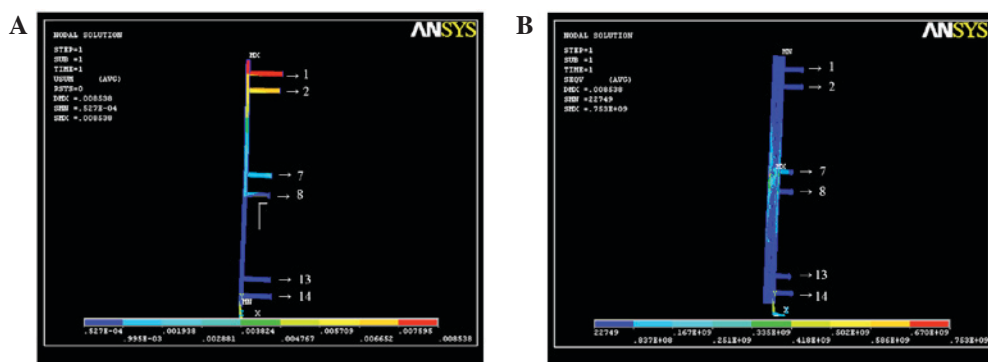 A
NODAL SOLUTION
STEP=1
SUB =1
TIME=1
USUM (AVG)
RSYS=0
DMX =.008538
SMN =.527E-04
SMX =.008538
ANSYS
MX
1
2
7
8
13
14
MN
X
.527E-04 .001938 .003824 .005709 .007595
.995E-03 .002881 .004767 .006652 .008538
B
NODAL SOLUTION
STEP=1
SUB =1
TIME=1
SEQV (AVG)
DMX =.008538
SMN =22749
SMX =.753E+09
ANSYS
MN
1
2
MX
7
8
13
14
22749 .167E+09 .335E+09 .502E+09 .670E+09
.837E+08 .251E+09 .418E+09 .586E+09 .753E+09